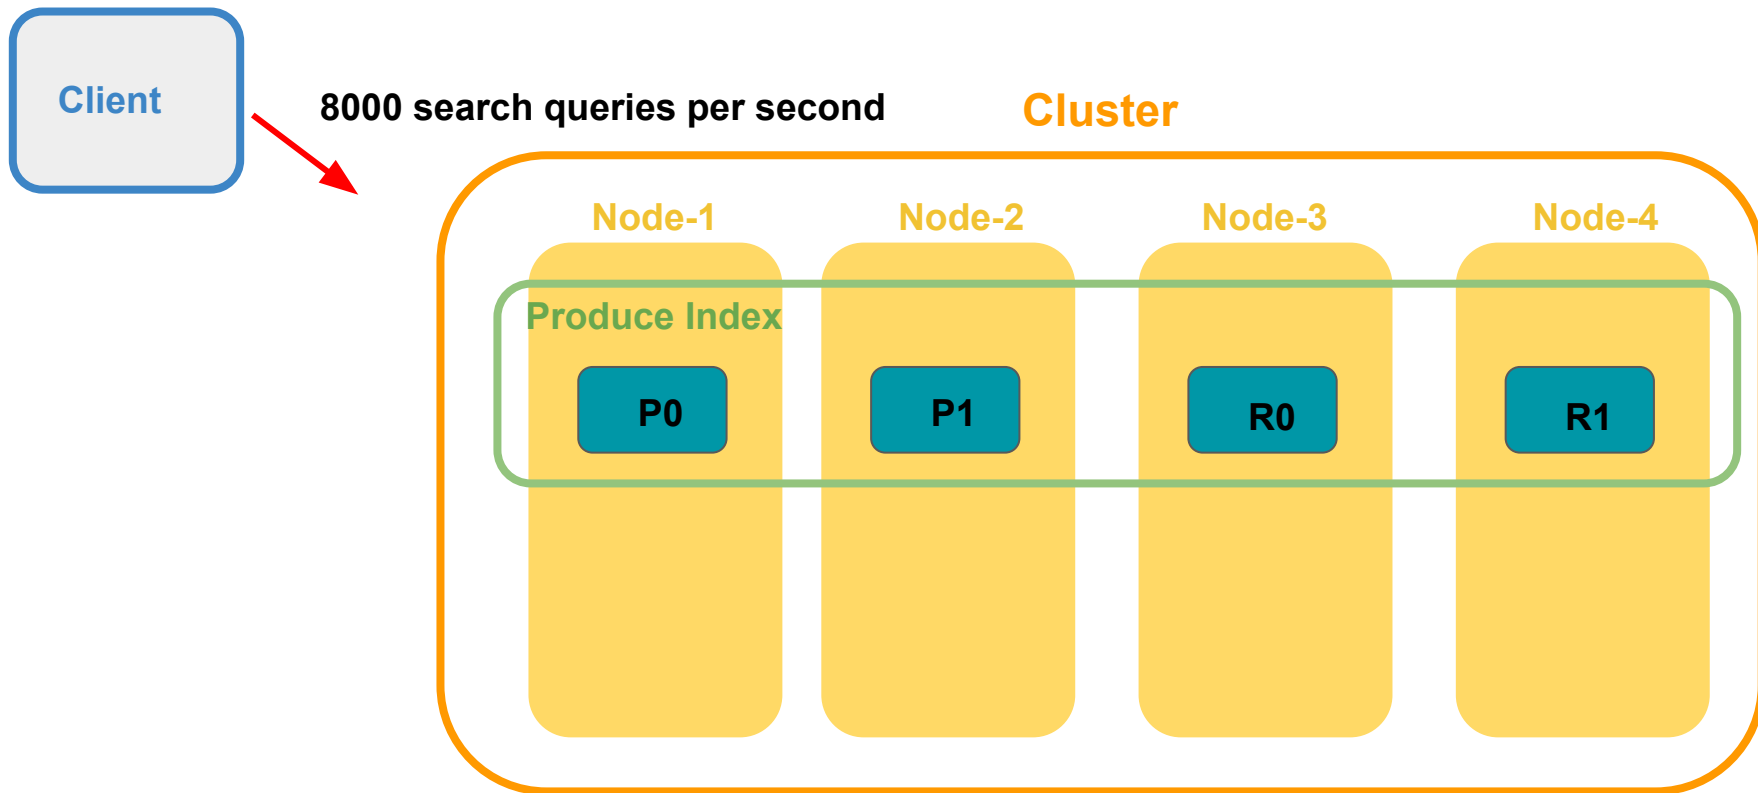 Client
8000 search queries per second
Cluster
Node-1
Node-2
Node-3
Node-4
Produce Index
P0
P1
R0
R1